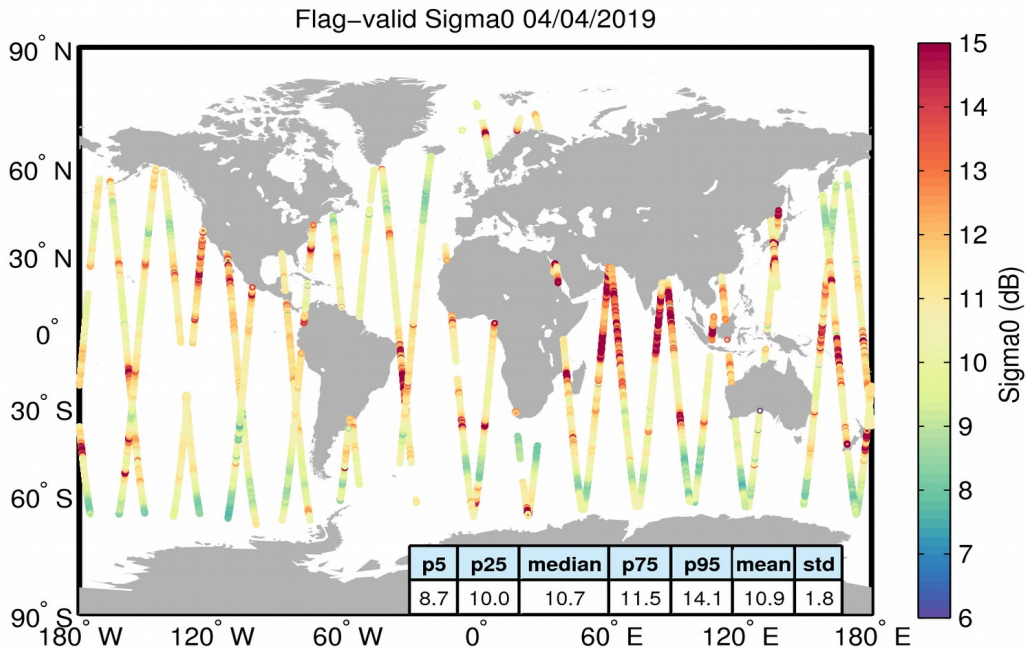 Flag−valid Sigma0 04/04/2019
90° N
60° N
30° N
0°
30° S
60° S
90° S
180° W
120° W
60° W
0°
60° E
120° E
180° E
p5 p25 median p75 p95 mean std
8.7 10.0 10.7 11.5 14.1 10.9 1.8
15
14
13
12
11
10
9
8
7
6
Sigma0 (dB)